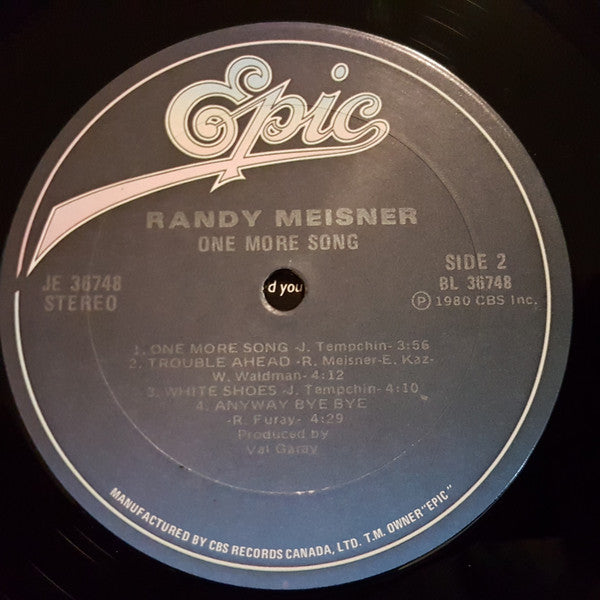 Epic
RANDY MEISNER
ONE MORE SONG
JE 36748
STEREO
SIDE 2
BL 36748
Ⓟ 1980 CBS Inc.
d you
1. ONE MORE SONG -J. Tempchin- 3:56
2. TROUBLE AHEAD -R. Meisner-E. Kaz-
W. Waldman- 4:12
3. WHITE SHOES -J. Tempchin- 4:10
4. ANYWAY BYE BYE
-R. Furay- 4:29
Produced by
Val Garay
MANUFACTURED BY CBS RECORDS CANADA, LTD. T.M. OWNER "EPIC"